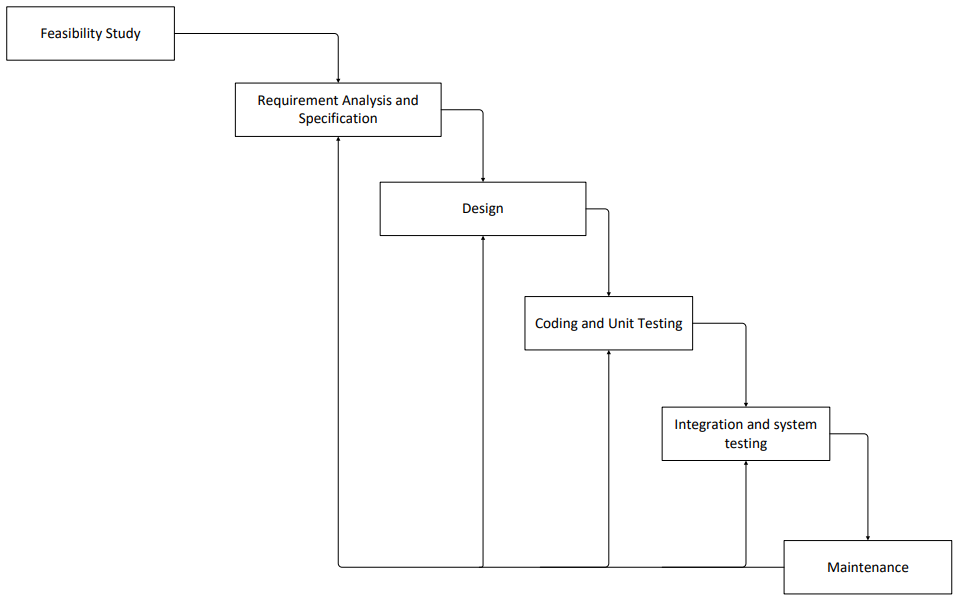 Feasibility Study
Requirement Analysis and
Specification
Design
Coding and Unit Testing
Integration and system
testing
Maintenance